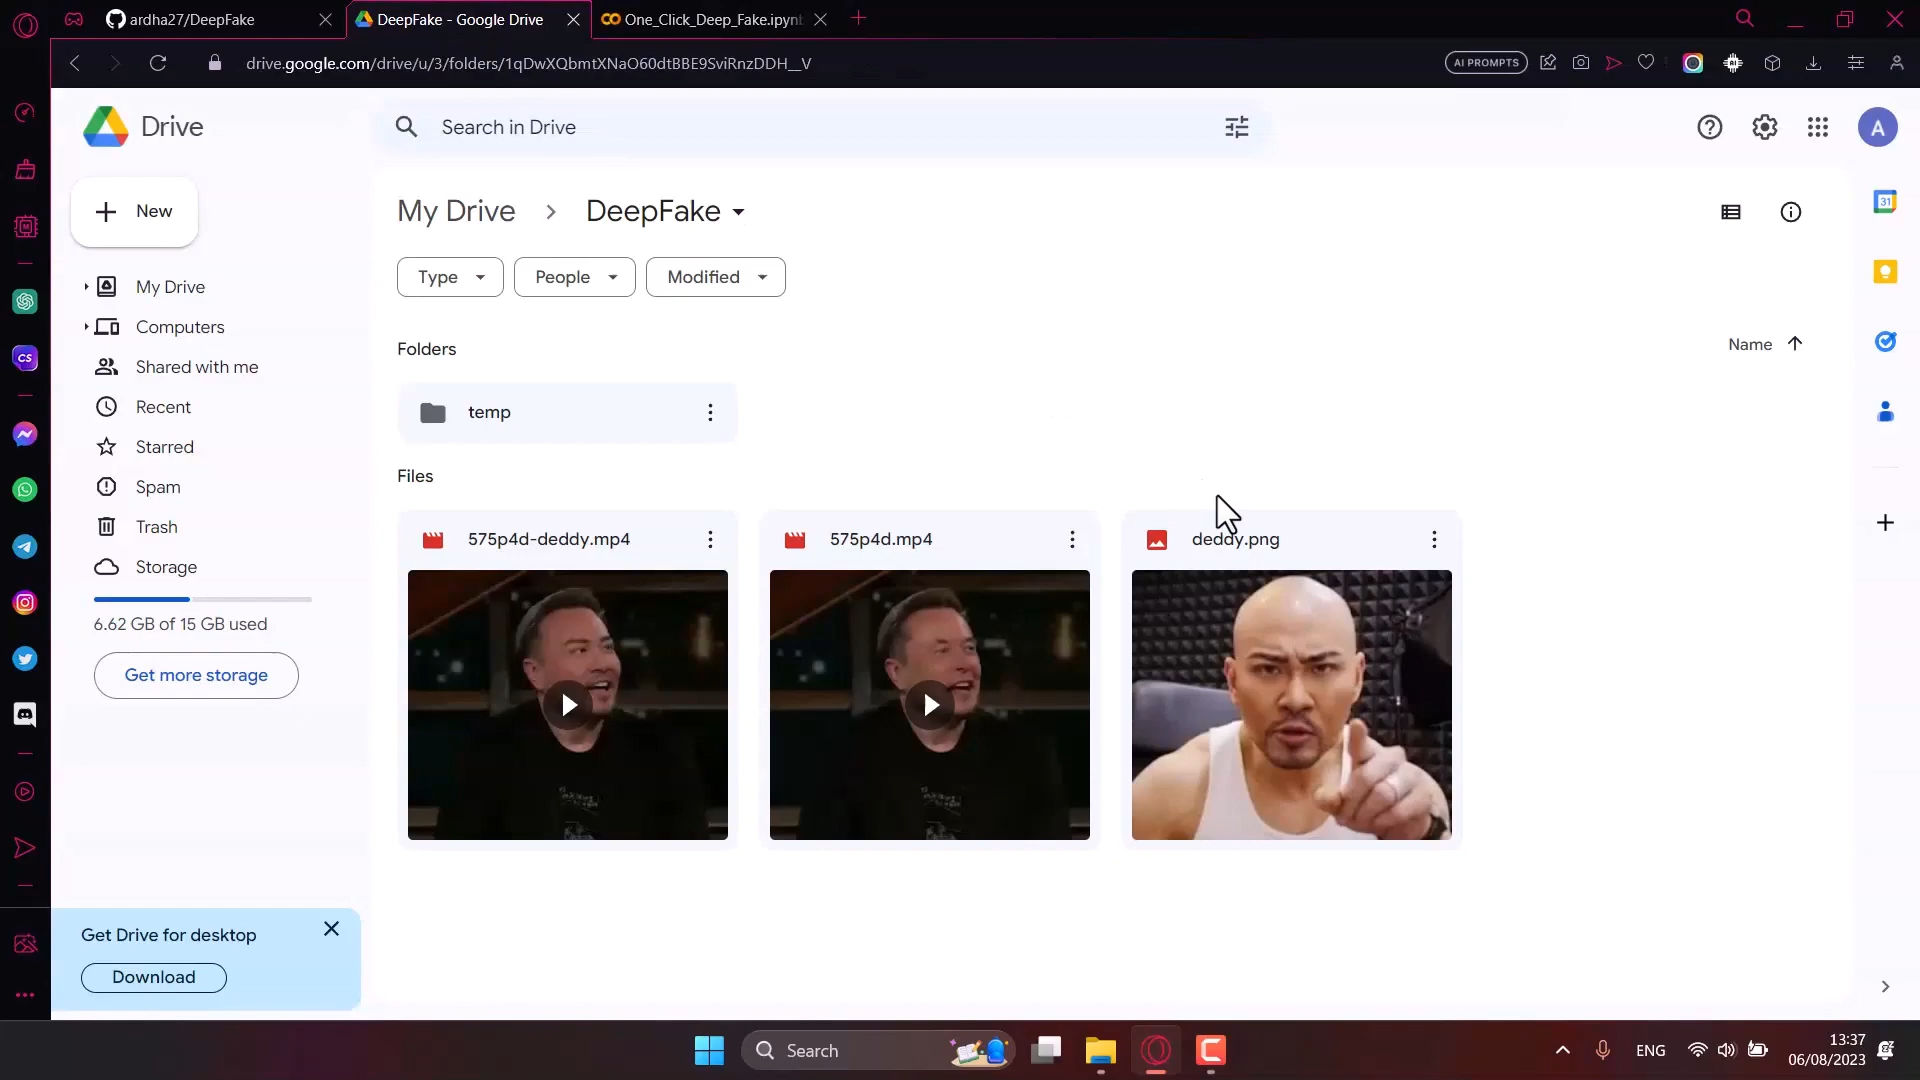 ardha27/DeepFake
DeepFake - Google Drive
One_Click_Deep_Fake.ipyn
drive.google.com/drive/u/3/folders/1qDwXQbmtXNaO60dtBBE9SviRnzDDH__V
AI PROMPTS
Drive
Search in Drive
A
New
My Drive
Computers
Shared with me
Recent
Starred
Spam
Trash
Storage
6.62 GB of 15 GB used
Get more storage
Get Drive for desktop
Download
My Drive
DeepFake
Type
People
Modified
Folders
Name
temp
Files
575p4d-deddy.mp4
575p4d.mp4
deddy.png
31
CS
Search
ENG
13:37
06/08/2023